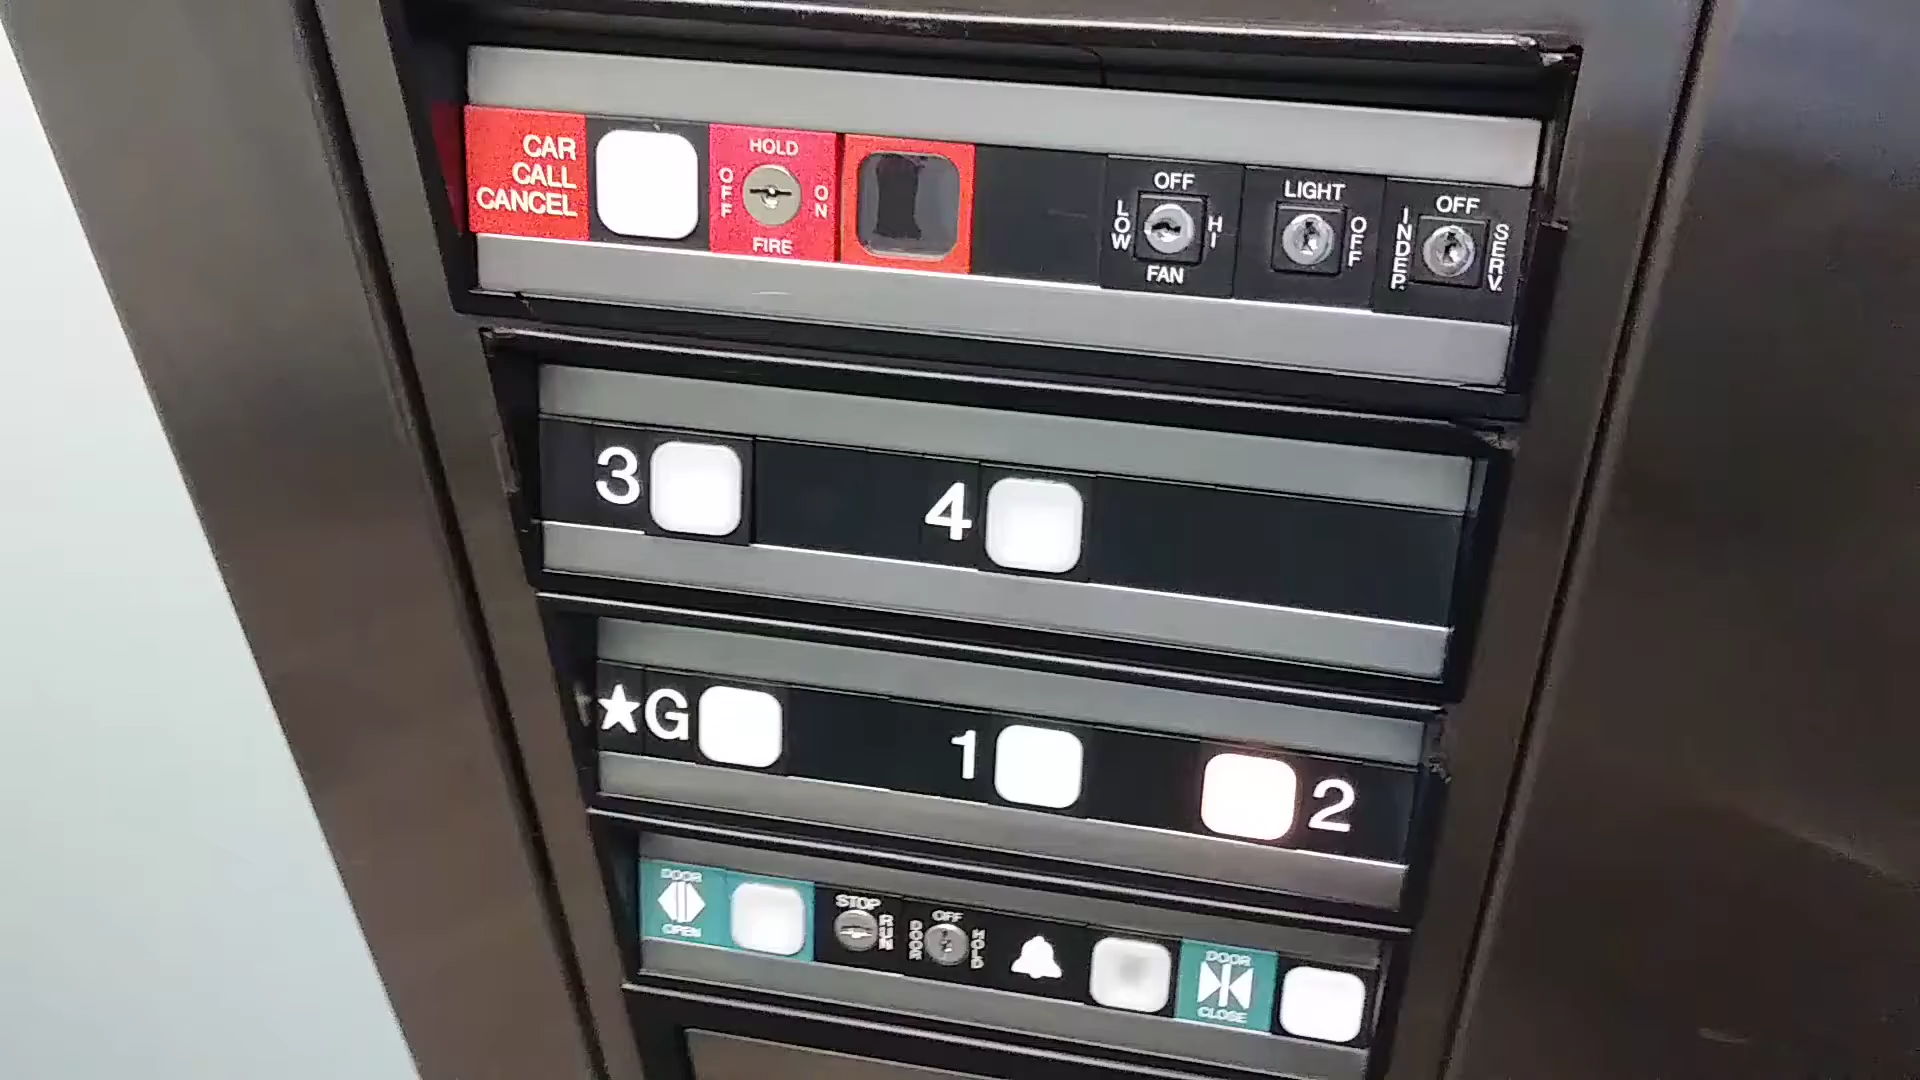 CAR
CALL
CANCEL
HOLD
OFF
ON
FIRE
OFF
LOW
HI
FAN
LIGHT
OFF
OFF
INDEP.
SERV.
3
4
★G
1
2
DOOR
OPEN
STOP
RUN
OFF
DOOR
HOLD
DOOR
CLOSE